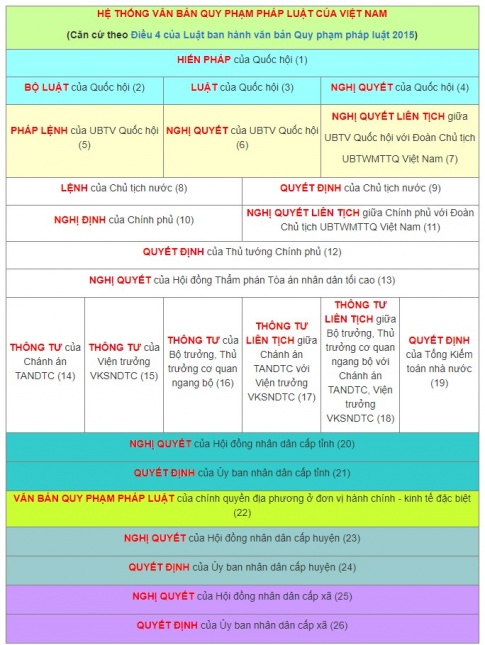 HỆ THỐNG VĂN BẢN QUY PHẠM PHÁP LUẬT CỦA VIỆT NAM
(Căn cứ theo Điều 4 của Luật ban hành văn bản Quy phạm pháp luật 2015)
HIẾN PHÁP của Quốc hội (1)
BỘ LUẬT của Quốc hội (2)
LUẬT của Quốc hội (3)
NGHỊ QUYẾT của Quốc hội (4)
PHÁP LỆNH của UBTV Quốc hội
(5)
NGHỊ QUYẾT của UBTV Quốc hội
(6)
NGHỊ QUYẾT LIÊN TỊCH giữa
UBTV Quốc hội với Đoàn Chủ tịch
UBTWMTTQ Việt Nam (7)
LỆNH của Chủ tịch nước (8)
QUYẾT ĐỊNH của Chủ tịch nước (9)
NGHỊ ĐỊNH của Chính phủ (10)
NGHỊ QUYẾT LIÊN TỊCH giữa Chính phủ với Đoàn
Chủ tịch UBTWMTTQ Việt Nam (11)
QUYẾT ĐỊNH của Thủ tướng Chính phủ (12)
NGHỊ QUYẾT của Hội đồng Thẩm phán Tòa án nhân dân tối cao (13)
THÔNG TƯ của
Chánh án
TANDTC (14)
THÔNG TƯ của
Viện trưởng
VKSNDTC (15)
THÔNG TƯ của
Bộ trưởng, Thủ
trưởng cơ quan
ngang bộ (16)
THÔNG TƯ
LIÊN TỊCH giữa
Chánh án
TANDTC với
Viện trưởng
VKSNDTC (17)
THÔNG TƯ
LIÊN TỊCH giữa
Bộ trưởng, Thủ
trưởng cơ quan
ngang bộ với
Chánh án
TANDTC, Viện
trưởng
VKSNDTC (18)
QUYẾT ĐỊNH
của Tổng Kiểm
toán nhà nước
(19)
NGHỊ QUYẾT của Hội đồng nhân dân cấp tỉnh (20)
QUYẾT ĐỊNH của Ủy ban nhân dân cấp tỉnh (21)
VĂN BẢN QUY PHẠM PHÁP LUẬT của chính quyền địa phương ở đơn vị hành chính - kinh tế đặc biệt
(22)
NGHỊ QUYẾT của Hội đồng nhân dân cấp huyện (23)
QUYẾT ĐỊNH của Ủy ban nhân dân cấp huyện (24)
NGHỊ QUYẾT của Hội đồng nhân dân cấp xã (25)
QUYẾT ĐỊNH của Ủy ban nhân dân cấp xã (26)